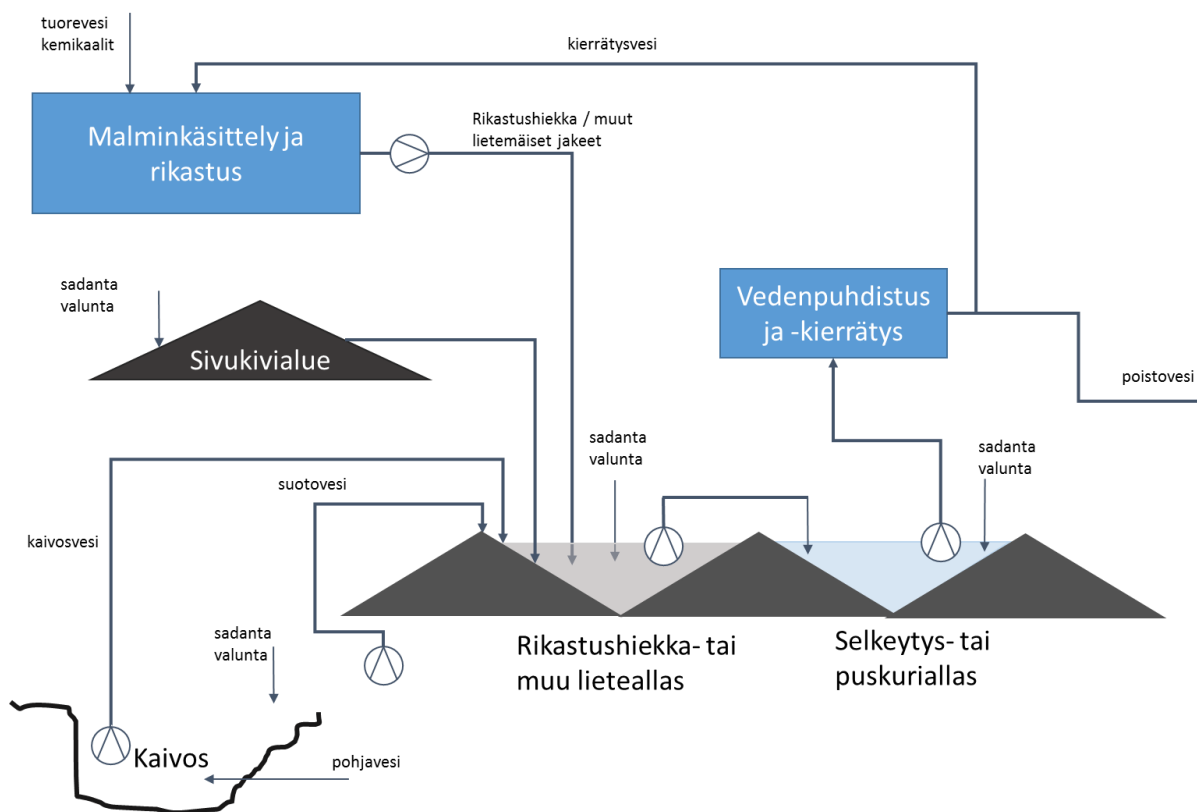 tuorevesi
kemikaalit
kierrätysvesi
Malminkäsittely ja
rikastus
Rikastushiekka / muut
lietemäiset jakeet
sadanta
valunta
Sivukivialue
Vedenpuhdistus
ja -kierrätys
poistovesi
sadanta
valunta
sadanta
valunta
suotovesi
kaivosvesi
Rikastushiekka- tai
muu lieteallas
Selkeytys- tai
puskuriallas
sadanta
valunta
Kaivos
pohjavesi